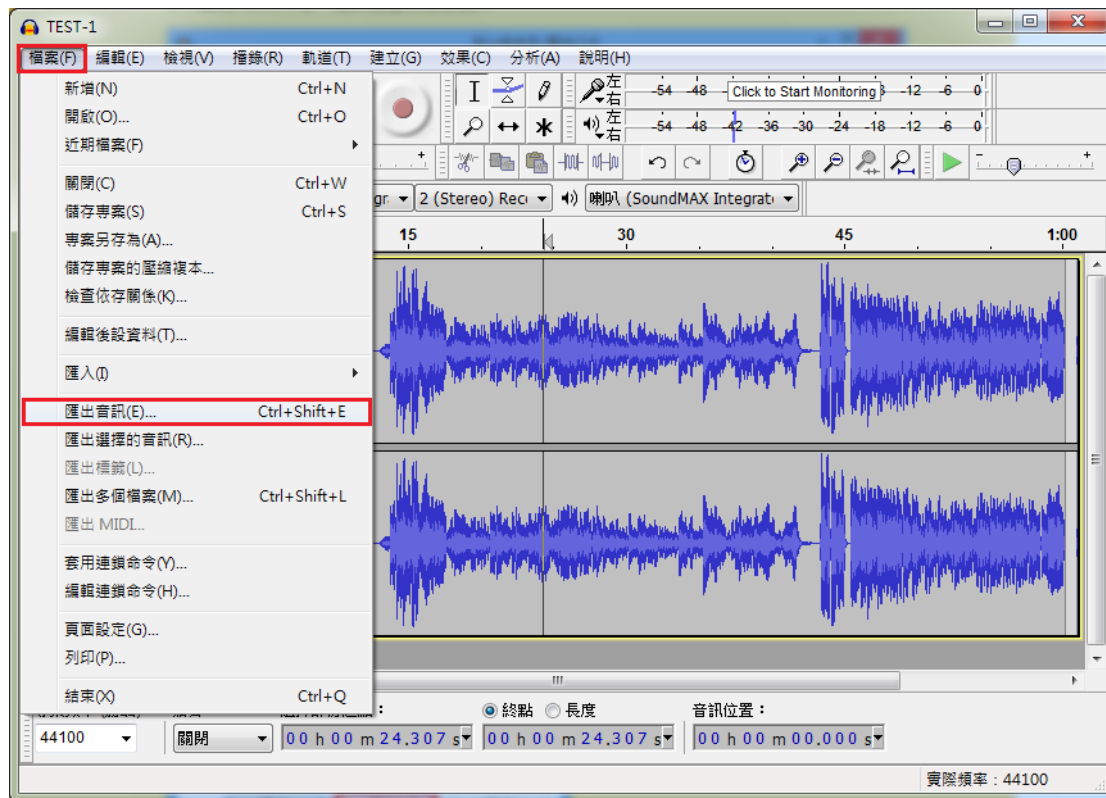 TEST-1
檔案(F) 編輯(E) 檢視(V) 播錄(R) 軌道(T) 建立(G) 效果(C) 分析(A) 說明(H)
新增(N) Ctrl+N
開啟(O)... Ctrl+O
近期檔案(F)
關閉(C) Ctrl+W
儲存專案(S) Ctrl+S
專案另存為(A)...
儲存專案的壓縮複本...
檢查依存關係(K)...
編輯後設資料(T)...
匯入(I)
匯出音訊(E)... Ctrl+Shift+E
匯出選擇的音訊(R)...
匯出標籤(L)...
匯出多個檔案(M)... Ctrl+Shift+L
匯出 MIDI...
套用連鎖命令(Y)...
編輯連鎖命令(H)...
頁面設定(G)...
列印(P)...
結束(X) Ctrl+Q
左 -54 -48 Click to Start Monitoring -12 -6 0
右
左 -54 -48 -42 -36 -30 -24 -18 -12 -6 0
右
2 (Stereo) Reco 喇叭 (SoundMAX Integrate
15 30 45 1:00
終點 長度 音訊位置：
44100 關閉 00 h 00 m 24.307 s 00 h 00 m 24.307 s 00 h 00 m 00.000 s
實際頻率：44100